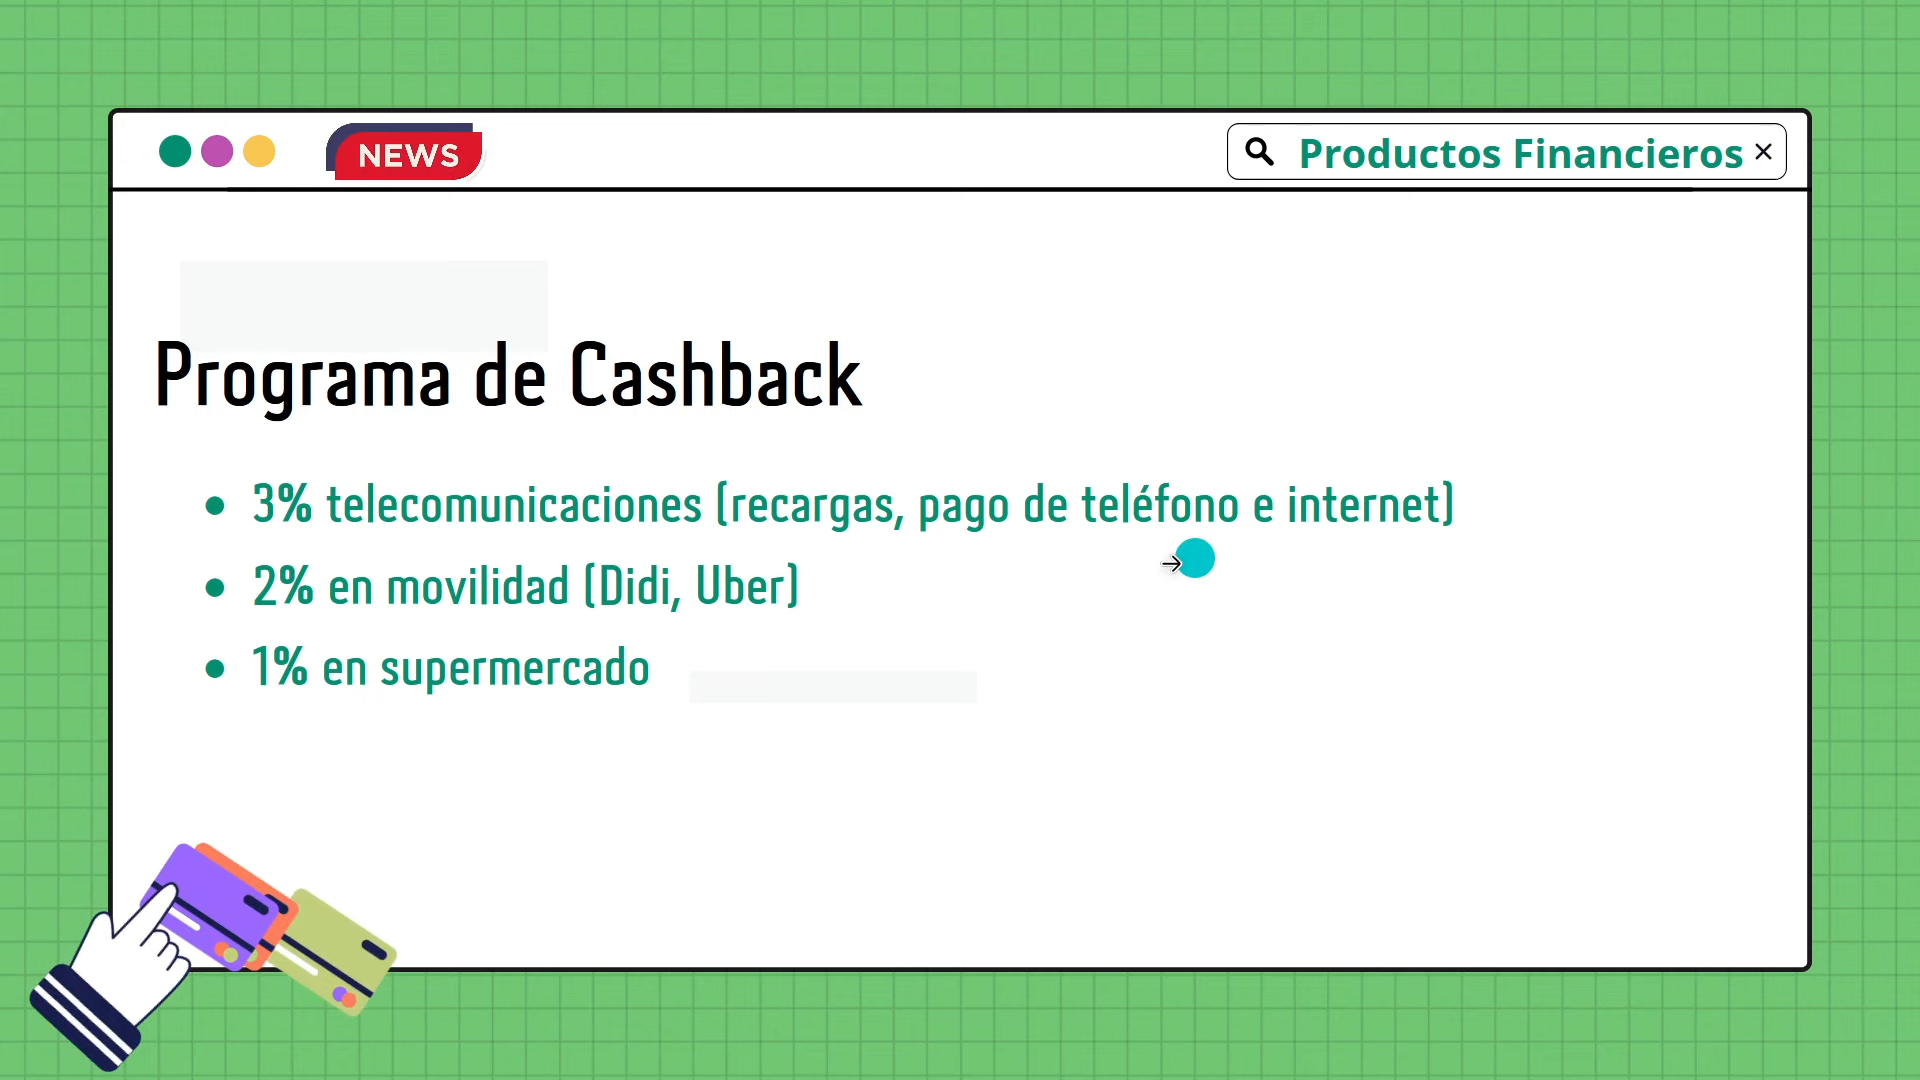 NEWS
Productos Financieros
Programa de Cashback
3% telecomunicaciones (recargas, pago de teléfono e internet)
2% en movilidad (Didi, Uber)
1% en supermercado